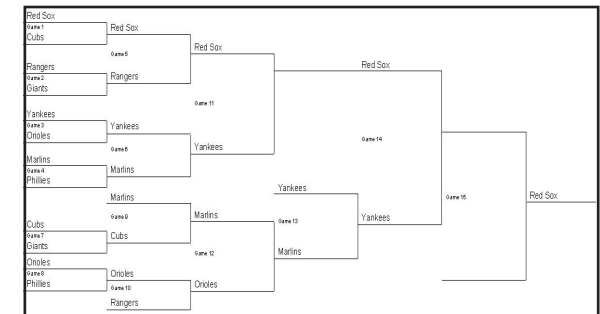 Red Sox
Game 1
Cubs
Red Sox
Game 5
Rangers
Game 2
Giants
Rangers
Red Sox
Game 11
Yankees
Game 3
Orioles
Yankees
Game 6
Marlins
Game 4
Phillies
Marlins
Yankees
Red Sox
Game 14
Marlins
Game 9
Cubs
Game 7
Giants
Cubs
Marlins
Game 12
Orioles
Game 8
Phillies
Orioles
Game 10
Rangers
Orioles
Yankees
Game 13
Marlins
Yankees
Game 15
Red Sox